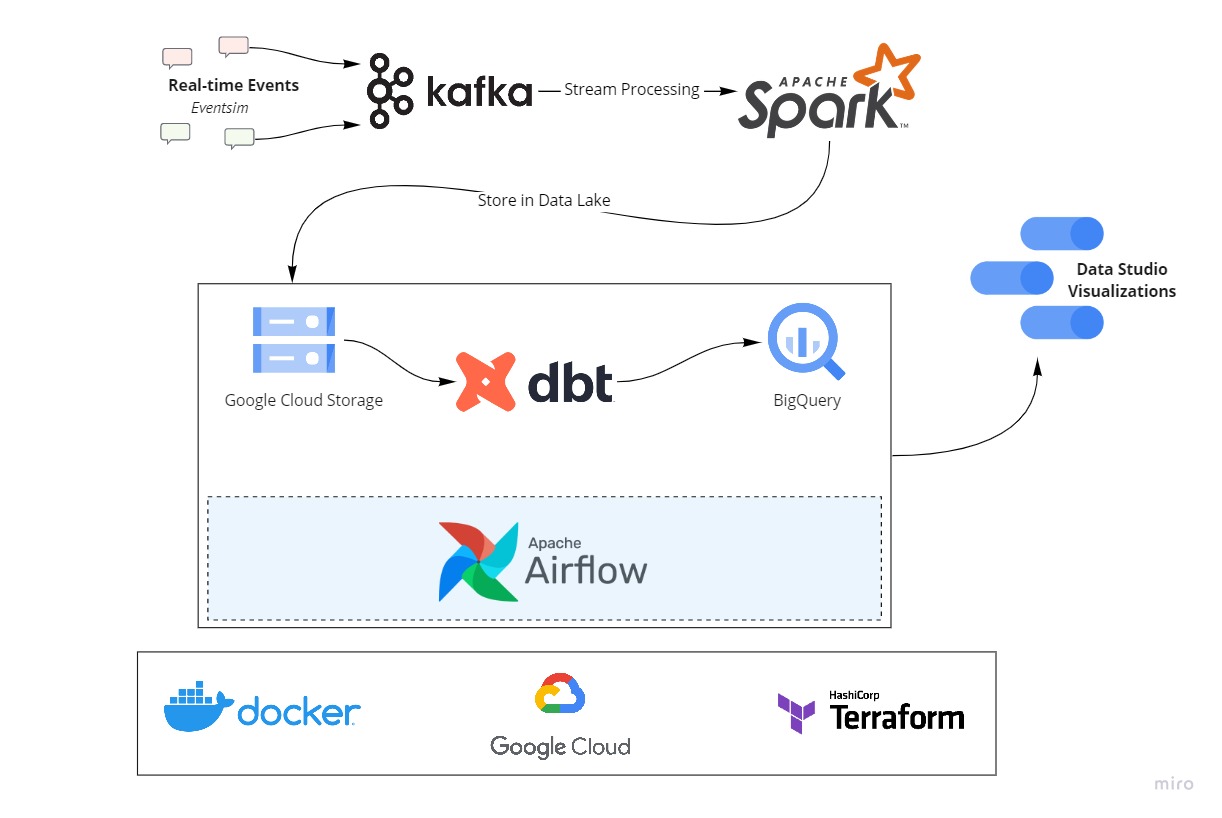 Real-time Events
Eventsim
kafka
Stream Processing
APACHE
Spark™
Store in Data Lake
Data Studio
Visualizations
Google Cloud Storage
dbt
BigQuery
Apache
Airflow
docker
Google Cloud
HashiCorp
Terraform
miro